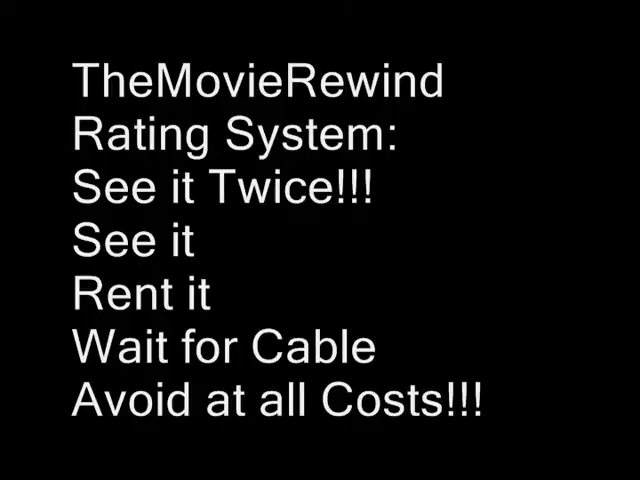 TheMovieRewind
Rating System:
See it Twice!!!
See it
Rent it
Wait for Cable
Avoid at all Costs!!!